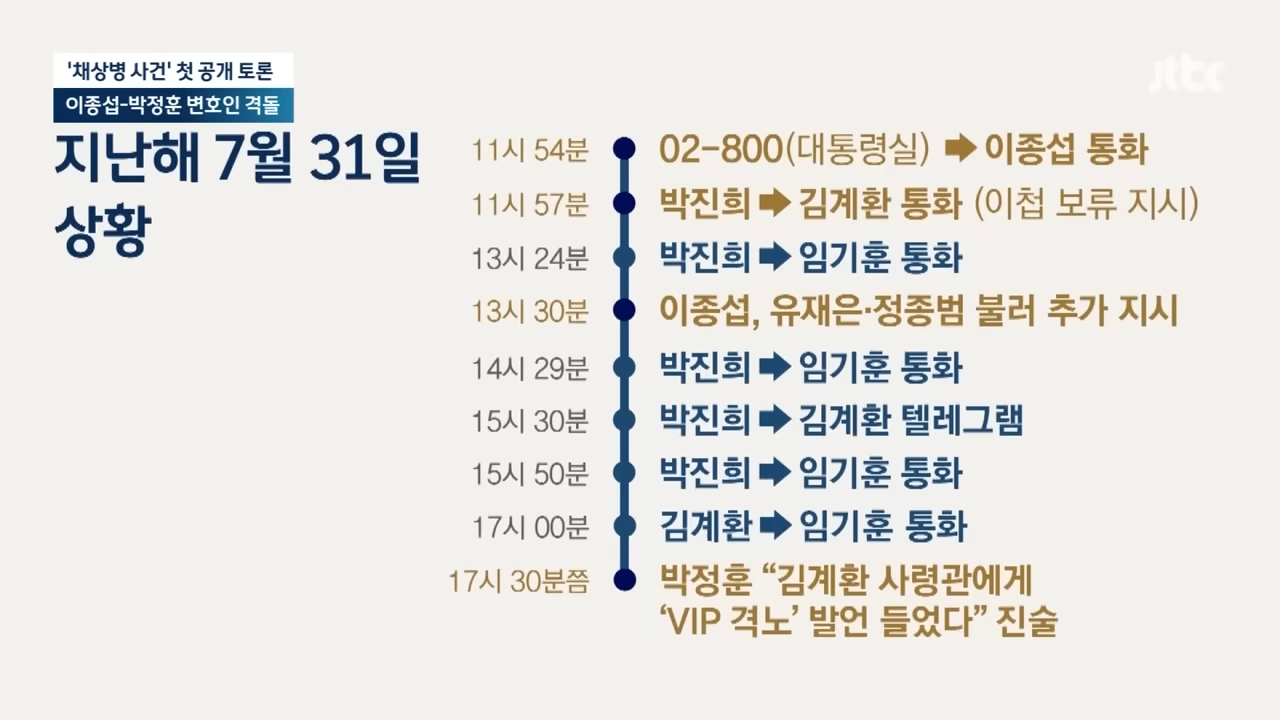 '채상병 사건' 첫 공개 토론
이종섭-박정훈 변호인 격돌
jtbc
지난해 7월 31일
상황
11시 54분 02-800(대통령실) ➡ 이종섭 통화
11시 57분 박진희 ➡ 김계환 통화 (이첩 보류 지시)
13시 24분 박진희 ➡ 임기훈 통화
13시 30분 이종섭, 유재은·정종범 불러 추가 지시
14시 29분 박진희 ➡ 임기훈 통화
15시 30분 박진희 ➡ 김계환 텔레그램
15시 50분 박진희 ➡ 임기훈 통화
17시 00분 김계환 ➡ 임기훈 통화
17시 30분쯤 박정훈 “김계환 사령관에게
‘VIP 격노’ 발언 들었다” 진술